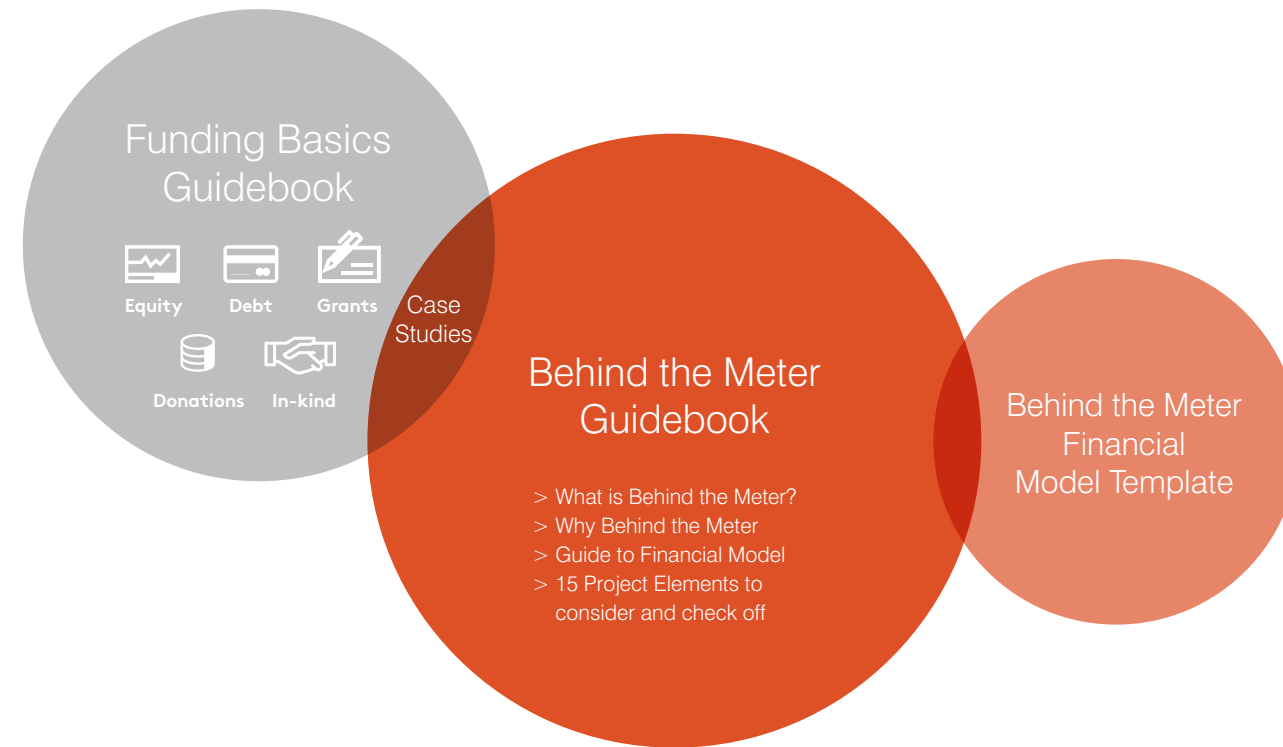 Funding Basics
Guidebook
Equity
Debt
Grants
Donations
In-kind
Case
Studies
Behind the Meter
Guidebook
> What is Behind the Meter?
> Why Behind the Meter
> Guide to Financial Model
> 15 Project Elements to
consider and check off
Behind the Meter
Financial
Model Template